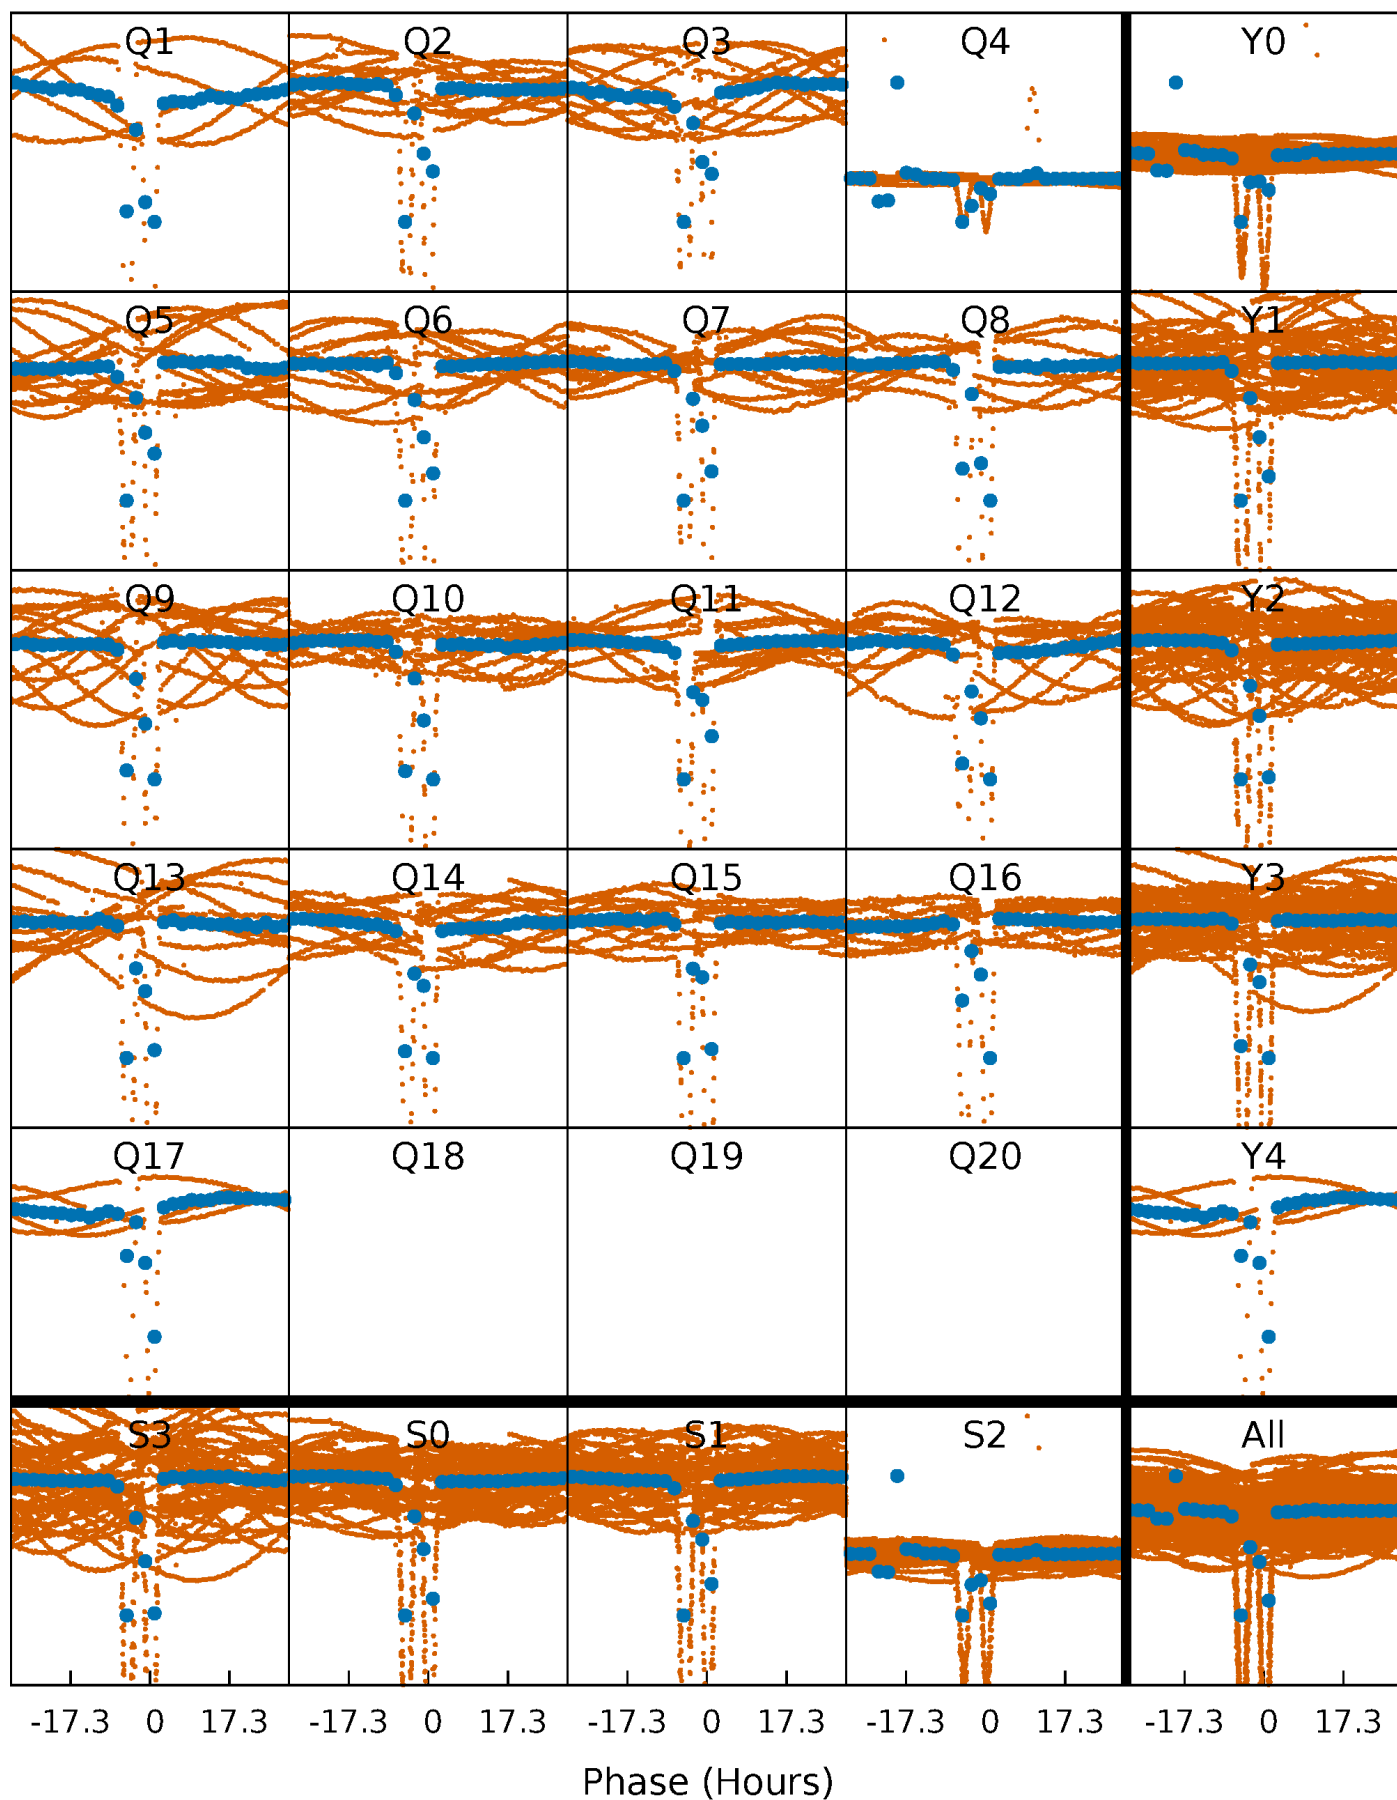 Q1 Q2 Q3 Q4 Y0
Q5 Q6 Q7 Q8 Y1
Q9 Q10 Q11 Q12 Y2
Q13 Q14 Q15 Q16 Y3
Q17 Q18 Q19 Q20 Y4
S3 S0 S1 S2 All
-17.3 0 17.3 -17.3 0 17.3 -17.3 0 17.3 -17.3 0 17.3 -17.3 0 17.3
Phase (Hours)